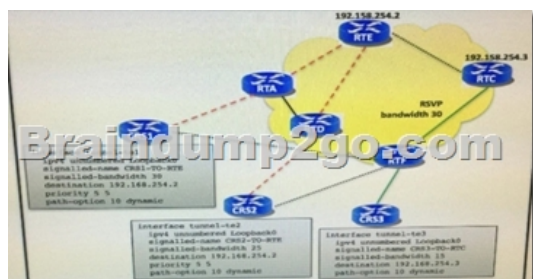 192.168.254.2
RTE
192.168.254.3
RTC
RTA
RSVP
bandwidth 30
Braindump2go.com
RTF
ipv4 unnumbered Loopback0
signalled-name CRS1-TO-RTE
signalled-bandwidth 30
destination 192.168.254.2
priority 5 5
path-option 10 dynamic
CRS2
CRS3
interface tunnel-te2
ipv4 unnumbered Loopback0
signalled-name CRS2-TO-RTE
signalled-bandwidth 25
destination 192.168.254.2
priority 5 5
path-option 10 dynamic
interface tunnel-te3
ipv4 unnumbered Loopback0
signalled-name CRS3-TO-RTC
signalled-bandwidth 15
destination 192.168.254.3
path-option 10 dynamic